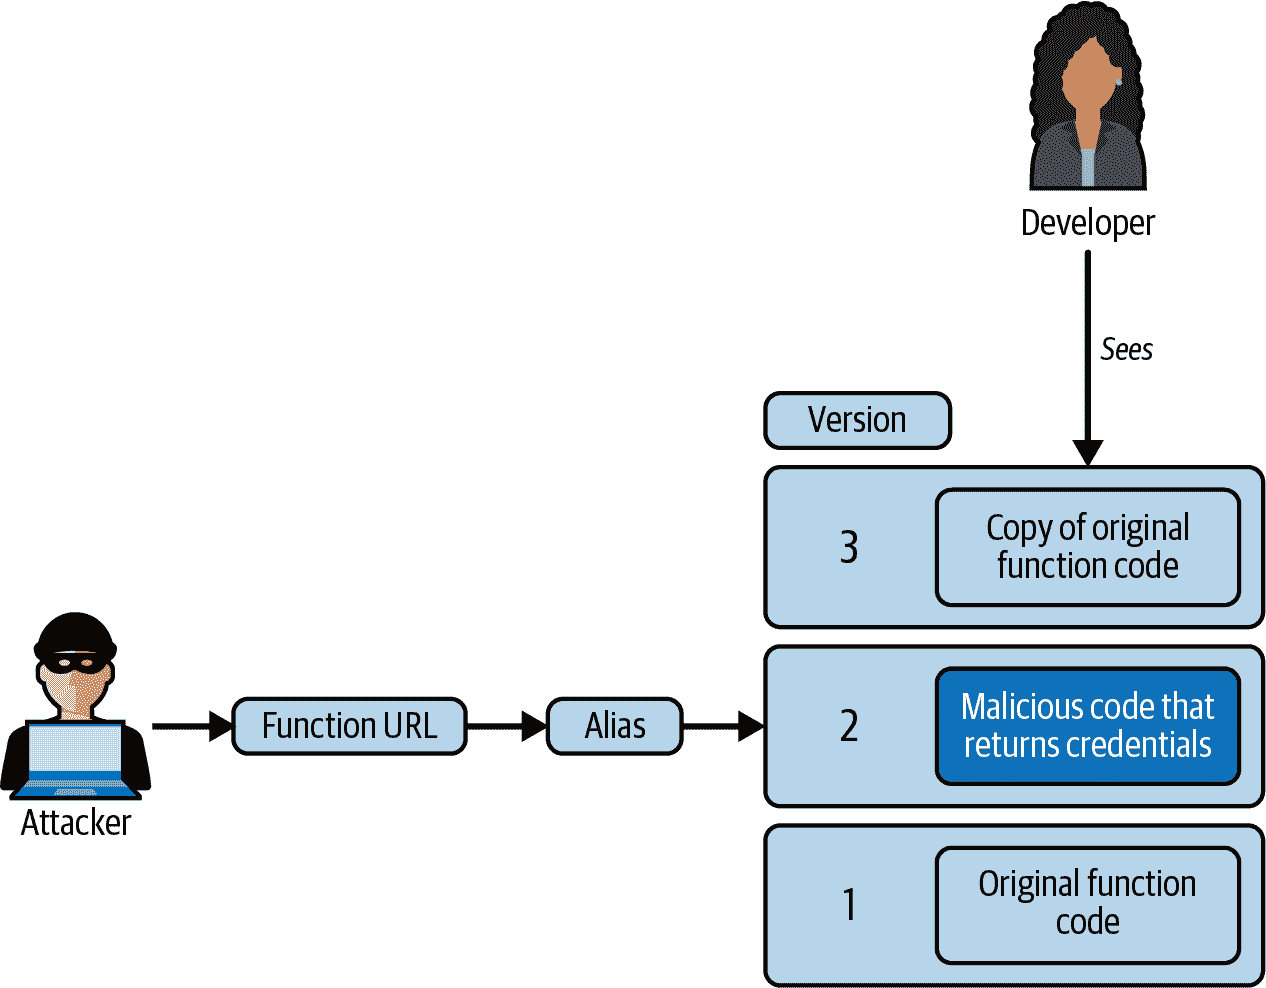 Developer
Sees
Version
3
Copy of original
function code
Attacker
Function URL
Alias
2
Malicious code that
returns credentials
1
Original function
code